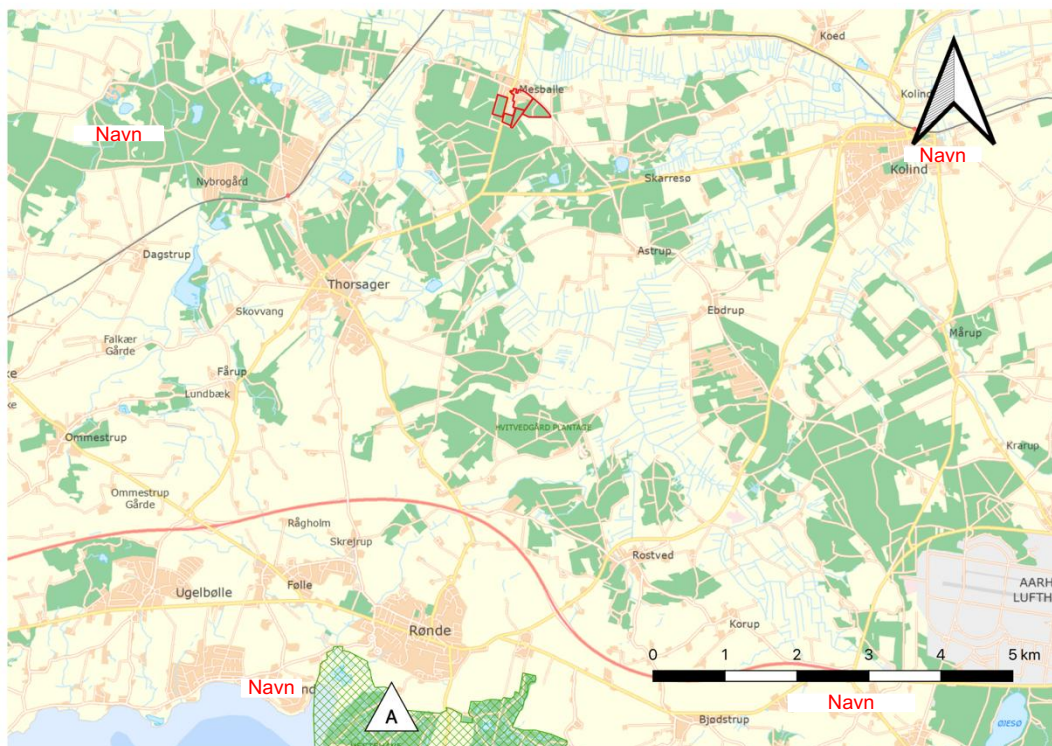 Koed
Kolind
Mesballe
Navn
Navn
Kolind
Skarresø
Nybrogård
Dagstrup
Astrup
Thorsager
Skovvang
Ebdrup
Falkær
Gårde
Mårup
Fårup
Lundbæk
HVITVEDGÅRD PLANTAGE
Ommestrup
Krarup
Ommestrup
Gårde
Rågholm
Skrejrup
Rostved
AARH
LUFTH
Følle
Ugelbølle
Rønde
Korup
0 1 2 3 4 5 km
Navn
Navn
A
Bjødstrup
ØJESØ